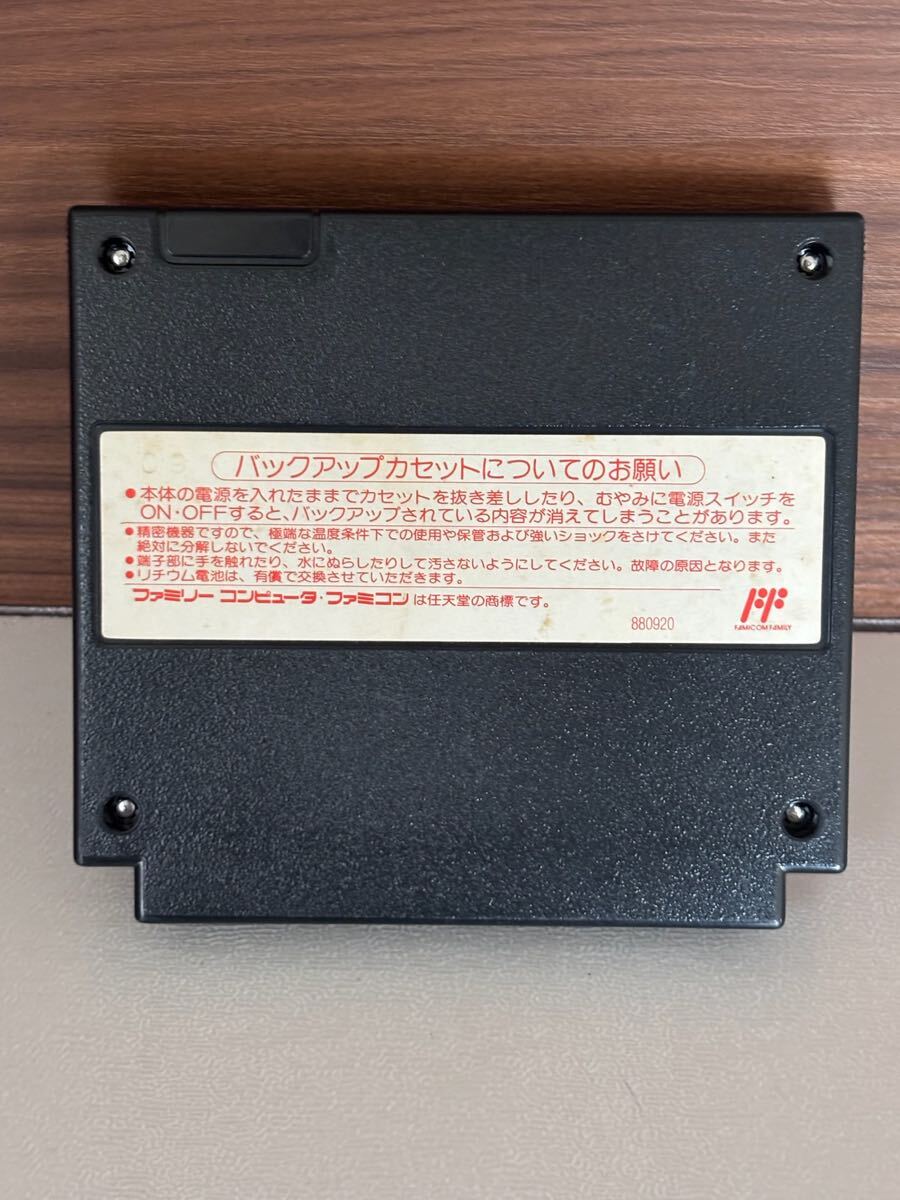 09
バックアップカセットについてのお願い
●本体の電源を入れたままでカセットを抜き差ししたり、むやみに電源スイッチを
ON・OFFすると、バックアップされている内容が消えてしまうことがあります。
●精密機器ですので、極端な温度条件下での使用や保管および強いショックをさけてください。また
絶対に分解しないでください。
●端子部に手を触れたり、水にぬらしたりして汚さないようにしてください。故障の原因となります。
●リチウム電池は、有償で交換させていただきます。
ファミリー コンピュータ・ファミコン は任天堂の商標です。
880920
FAMICOM FAMILY